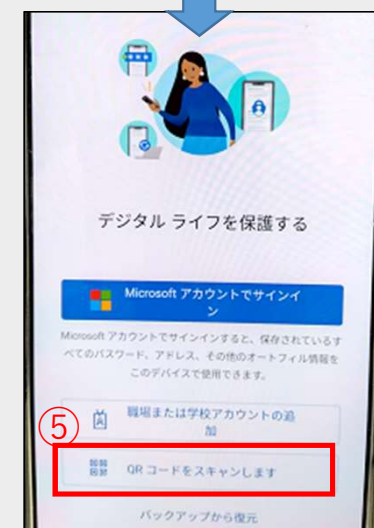 デジタル ライフを保護する
Microsoft アカウントでサインイ
ン
Microsoft アカウントでサインインすると、保存されているす
べてのパスワード、アドレス、その他のオートフィル情報を
このデバイスで使用できます。
⑤
職場または学校アカウントの追
加
QR コードをスキャンします
バックアップから復元